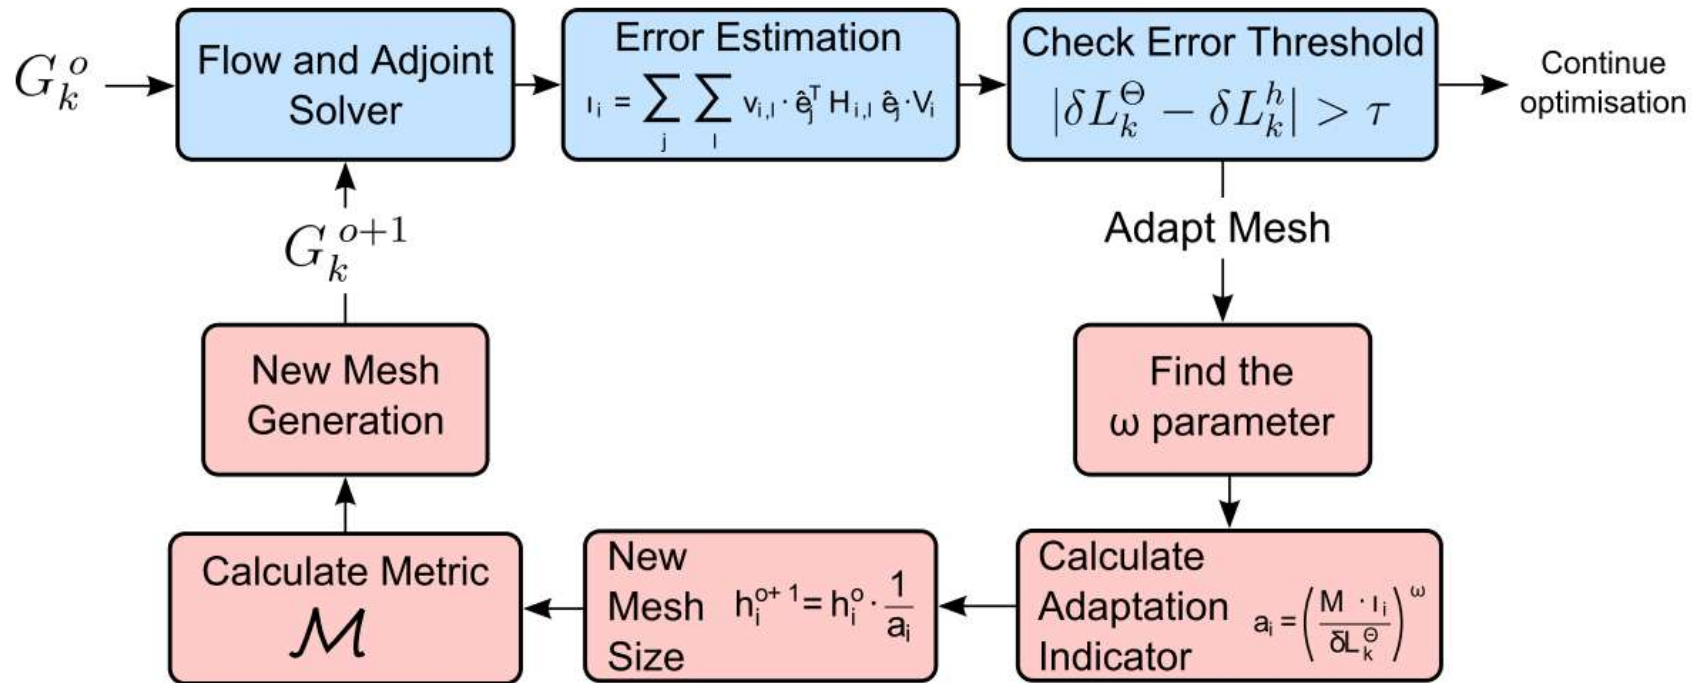 G_k^o
Flow and Adjoint
Solver
Error Estimation
ı_i = ∑_j ∑_l v_{i,l} · ê_j^T H_{i,l} ê_j · V_i
Check Error Threshold
|δL_k^Θ − δL_k^h| > τ
Continue
optimisation
Adapt Mesh
Find the
ω parameter
Calculate
Adaptation
Indicator
a_i = (M · ı_i / δL_k^Θ)^ω
New
Mesh
Size
h_i^{o+1} = h_i^o · 1/a_i
Calculate Metric
ℳ
New Mesh
Generation
G_k^{o+1}